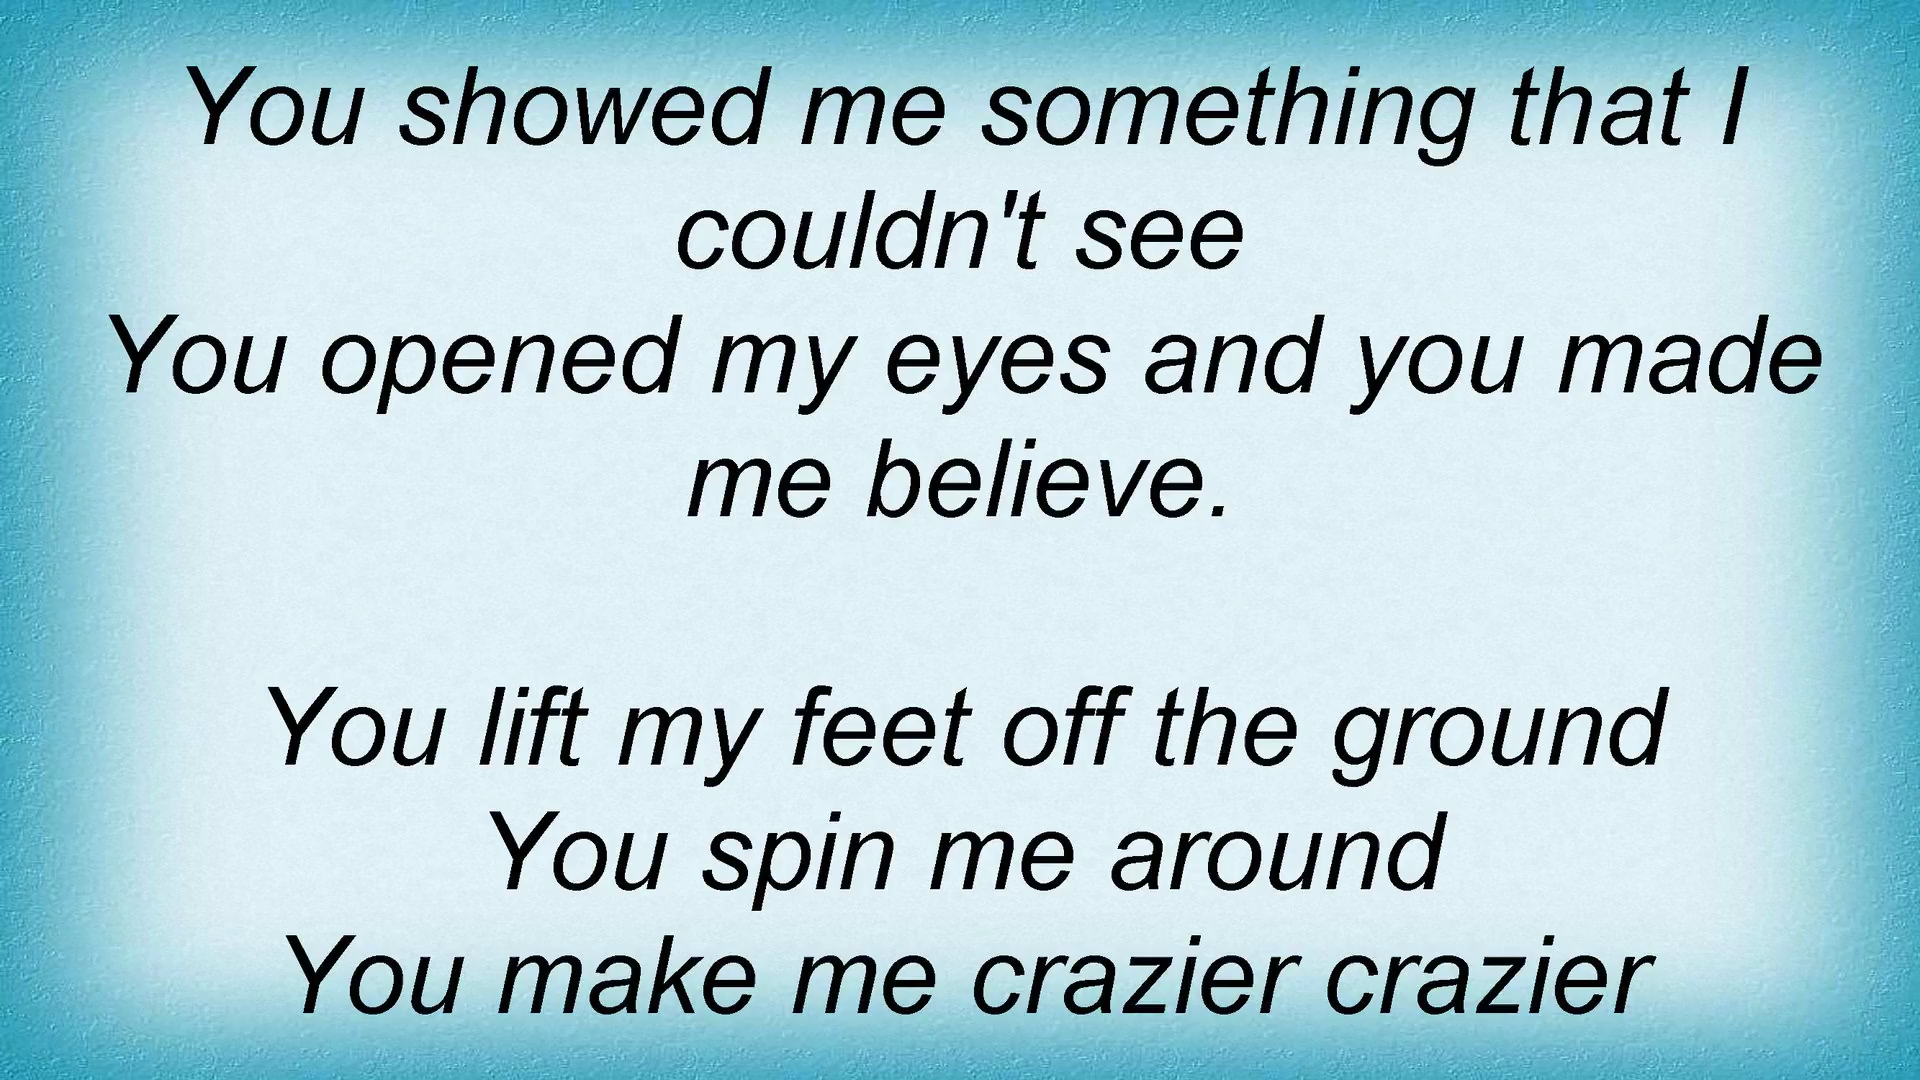 You showed me something that I
couldn't see
You opened my eyes and you made
me believe.
You lift my feet off the ground
You spin me around
You make me crazier crazier